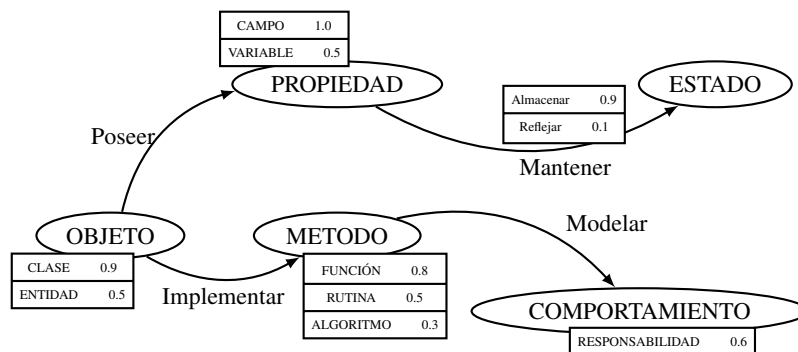 CAMPO 1.0
VARIABLE 0.5
PROPIEDAD
ESTADO
Almacenar 0.9
Reflejar 0.1
Poseer
Mantener
OBJETO
CLASE 0.9
ENTIDAD 0.5
Implementar
METODO
FUNCIÓN 0.8
RUTINA 0.5
ALGORITMO 0.3
Modelar
COMPORTAMIENTO
RESPONSABILIDAD 0.6